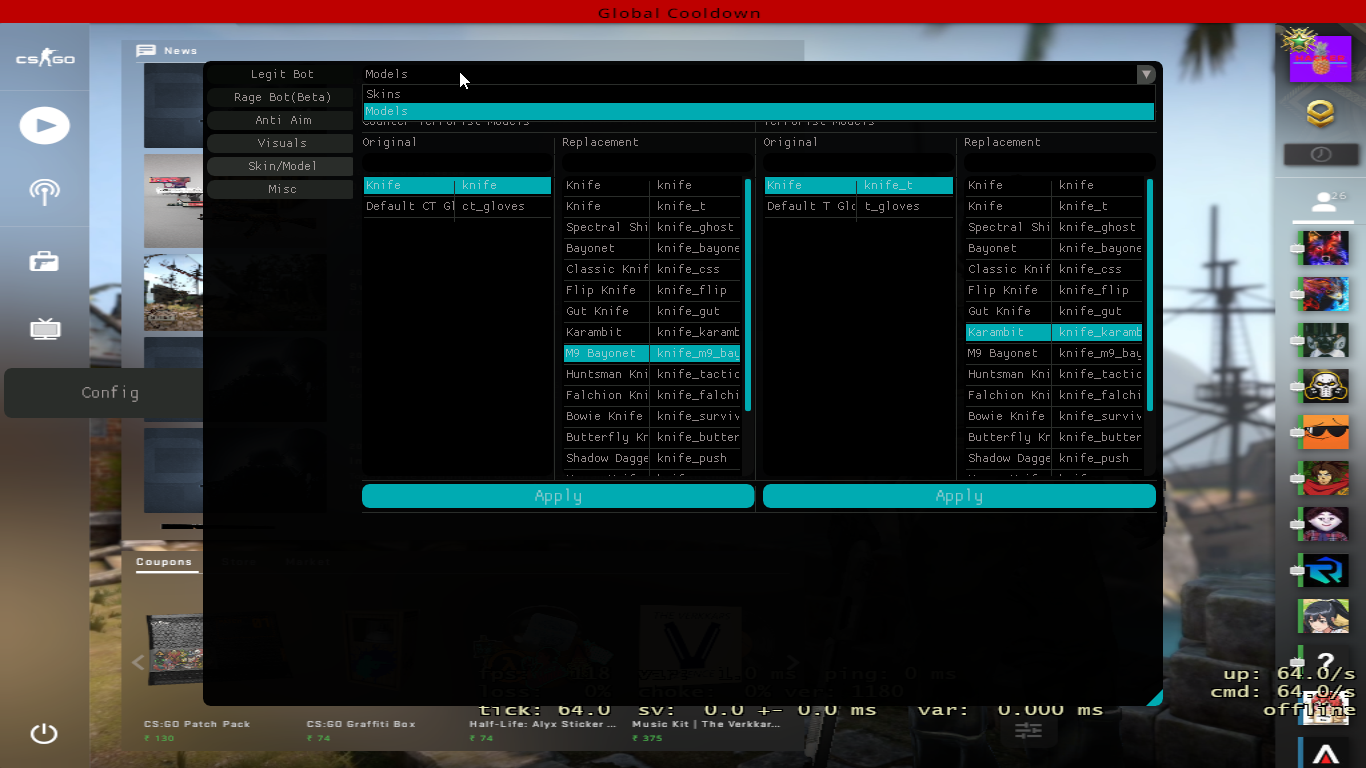 Global Cooldown
CS:GO
News
Legit Bot
Rage Bot(Beta)
Anti Aim
Visuals
Skin/Model
Misc
Config
Models
Skins
Models
Counter Terrorist Models
Terrorist Models
Original
Replacement
Original
Replacement
Knife knife
Default CT Gl ct_gloves
Knife knife
Knife knife_t
Spectral Shi knife_ghost
Bayonet knife_bayone
Classic Knif knife_css
Flip Knife knife_flip
Gut Knife knife_gut
Karambit knife_karamb
M9 Bayonet knife_m9_bay
Huntsman Kni knife_tactic
Falchion Kni knife_falchi
Bowie Knife knife_surviv
Butterfly Kn knife_butter
Shadow Dagge knife_push
Knife knife_t
Default T Glo t_gloves
Knife knife
Knife knife_t
Spectral Shi knife_ghost
Bayonet knife_bayone
Classic Knif knife_css
Flip Knife knife_flip
Gut Knife knife_gut
Karambit knife_karamb
M9 Bayonet knife_m9_bay
Huntsman Kni knife_tactic
Falchion Kni knife_falchi
Bowie Knife knife_surviv
Butterfly Kn knife_butter
Shadow Dagge knife_push
Apply
Apply
Coupons
Store
Market
CS:GO Patch Pack
₹ 130
CS:GO Graffiti Box
₹ 74
Half-Life: Alyx Sticker ...
₹ 74
Music Kit | The Verkkar...
₹ 375
fps: var: ms ping: 0 ms
loss: 0% choke: 0% ver: 1180
tick: 64.0 sv: 0.0 +- 0.0 ms var: 0.000 ms
up: 64.0/s
cmd: 64.0/s
offline
HACKER
26
?